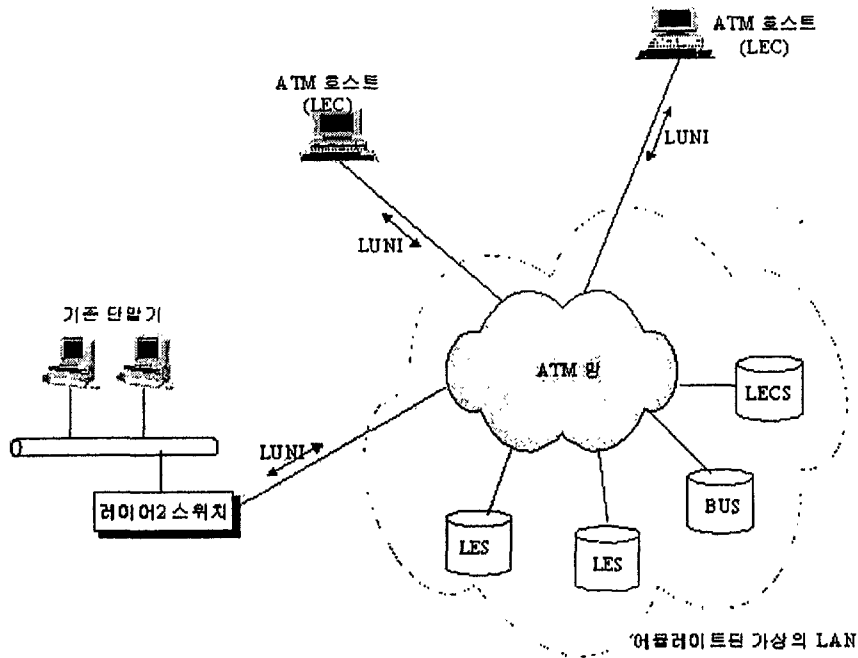 ATM 호스트
(LEC)
ATM 호스트
(LEC)
LUNI
LUNI
기존 단말기
ATM 망
LECS
LUNI
레이어2 스위치
BUS
LES
LES
에뮬레이트된 가상의 LAN